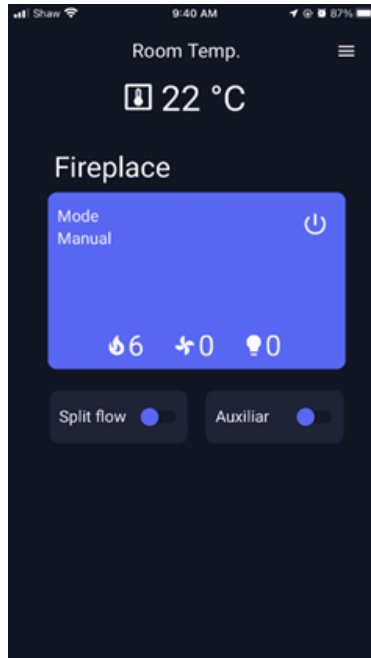 Shaw 9:40 AM 87%
Room Temp.
22 °C
Fireplace
Mode
Manual
6 0 0
Split flow Auxiliar